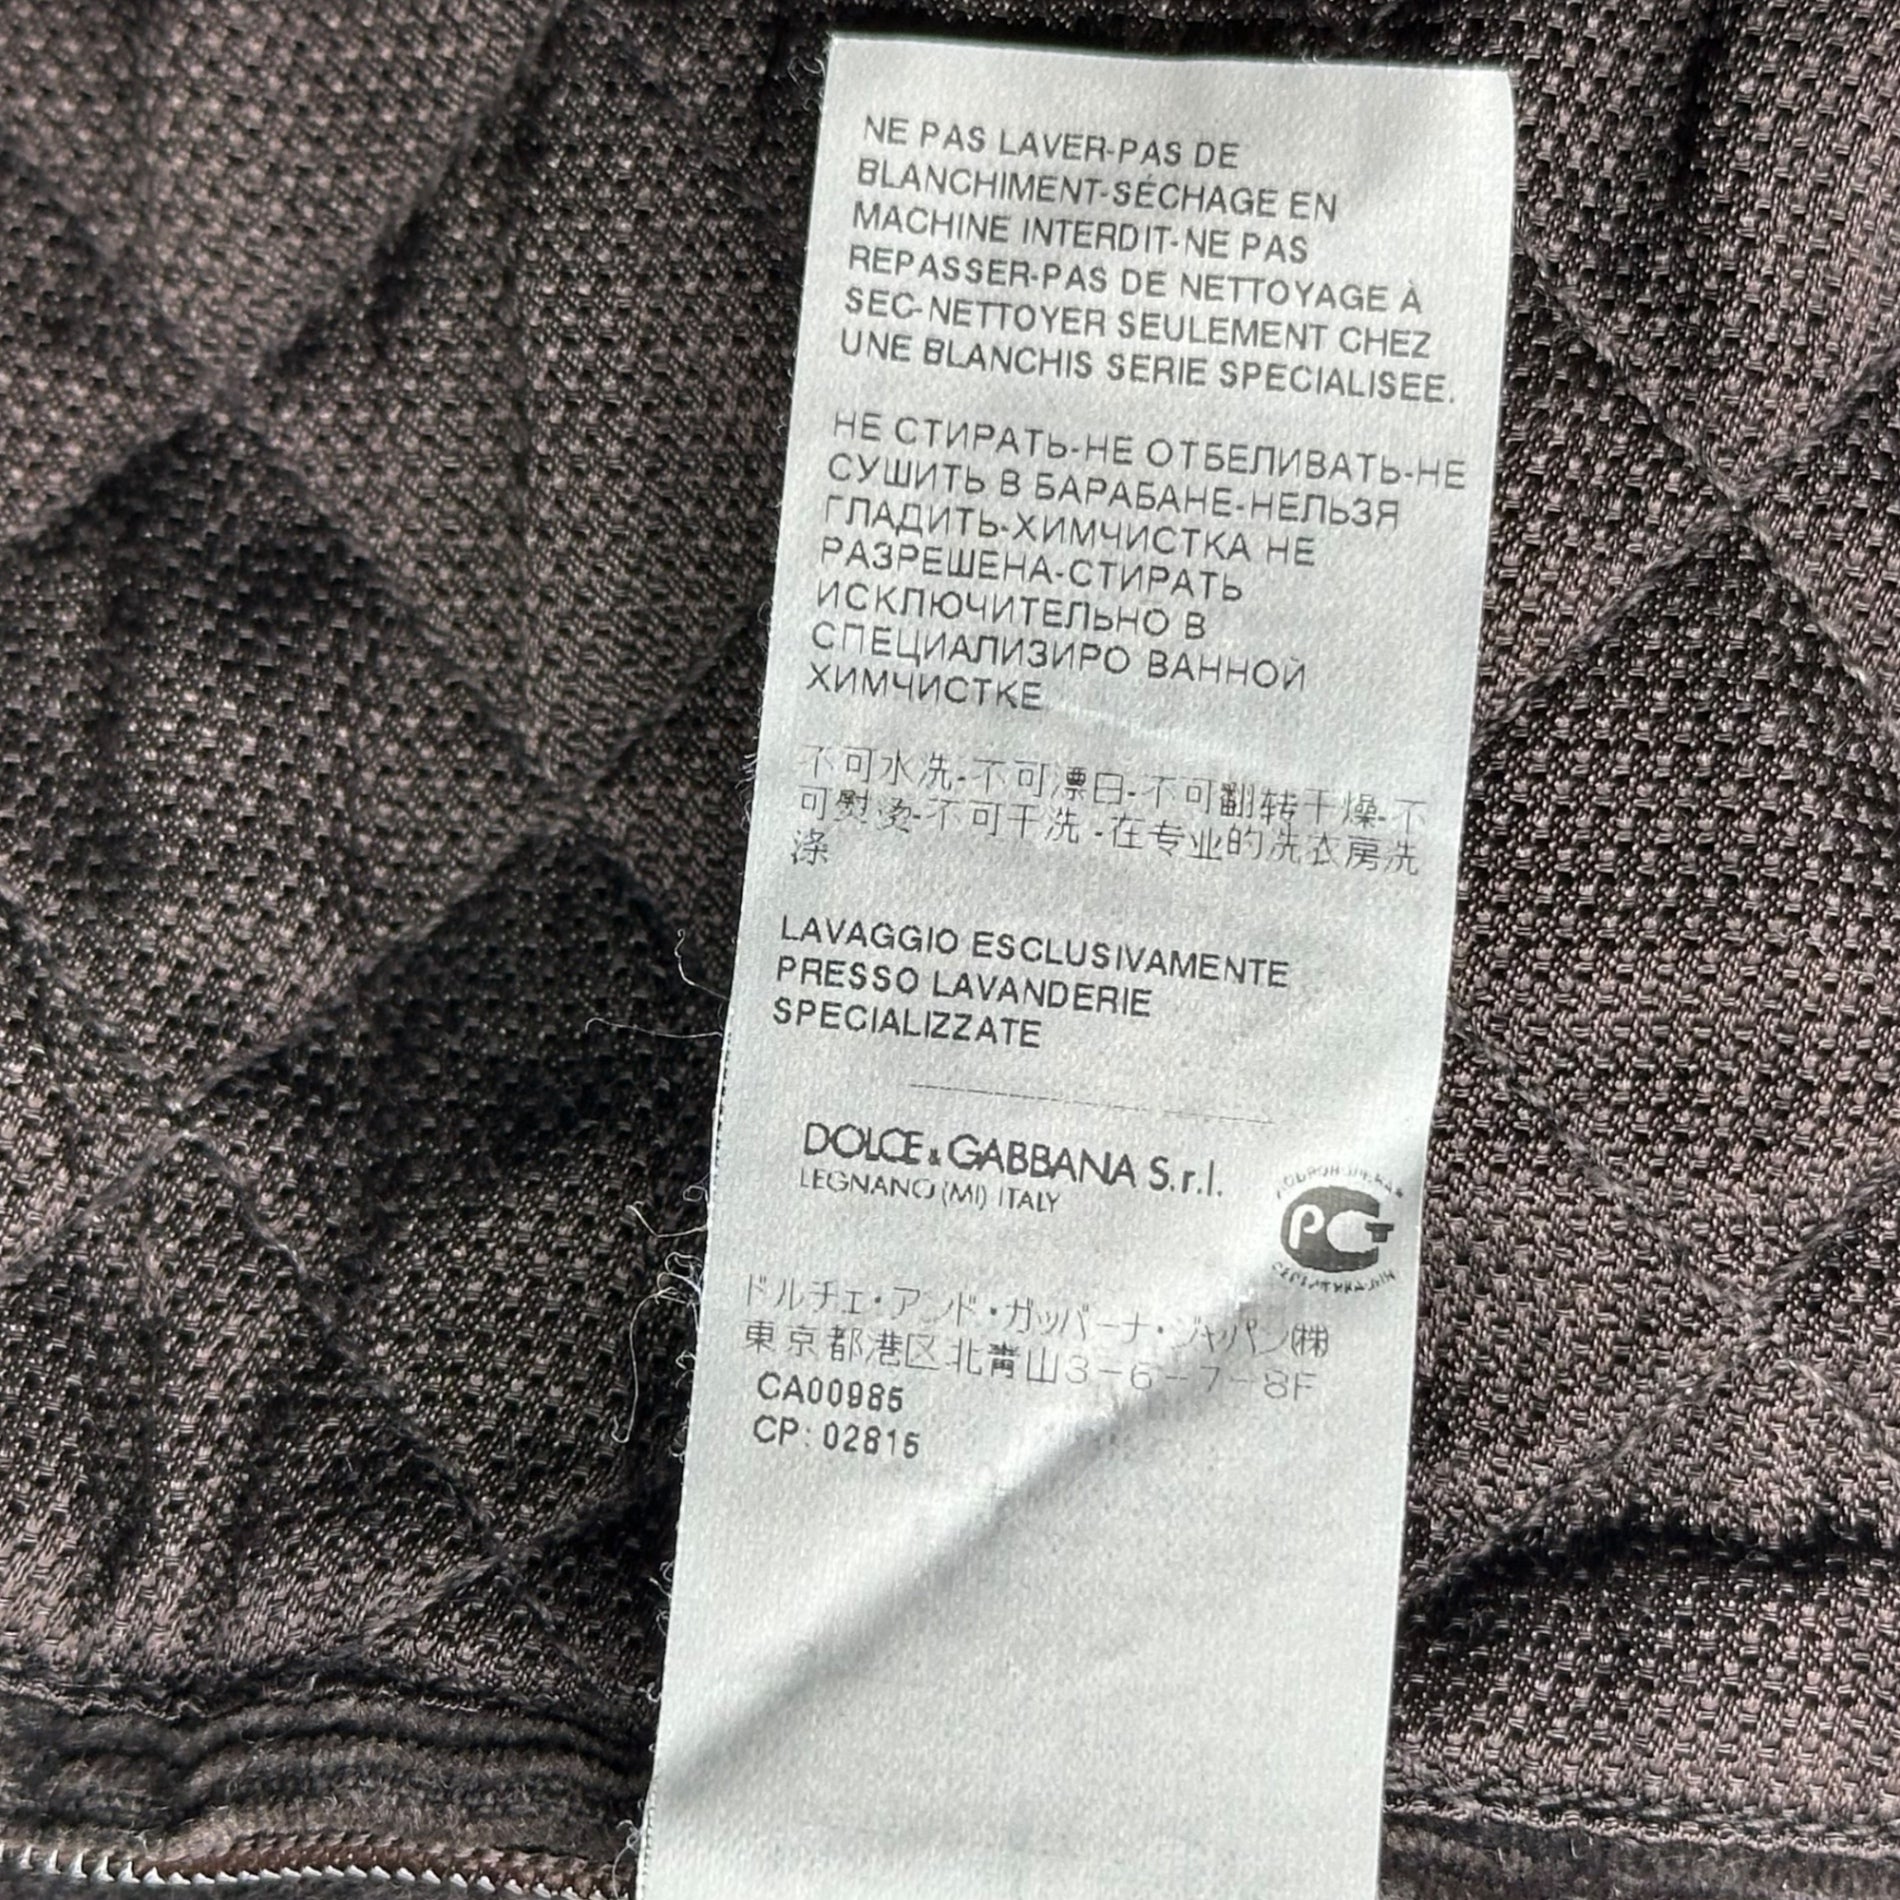 NE PAS LAVER-PAS DE
BLANCHIMENT-SÉCHAGE EN
MACHINE INTERDIT-NE PAS
REPASSER-PAS DE NETTOYAGE À
SEC-NETTOYER SEULEMENT CHEZ
UNE BLANCHIS SERIE SPECIALISEE.
НЕ СТИРАТЬ-НЕ ОТБЕЛИВАТЬ-НЕ
СУШИТЬ В БАРАБАНЕ-НЕЛЬЗЯ
ГЛАДИТЬ-ХИМЧИСТКА НЕ
РАЗРЕШЕНА-СТИРАТЬ
ИСКЛЮЧИТЕЛЬНО В
СПЕЦИАЛИЗИРО ВАННОЙ
ХИМЧИСТКЕ
不可水洗-不可漂白-不可翻转干燥-不
可熨烫-不可干洗-在专业的洗衣房洗
涤
LAVAGGIO ESCLUSIVAMENTE
PRESSO LAVANDERIE
SPECIALIZZATE
DOLCE & GABBANA S.r.l.
LEGNANO (MI) ITALY
РСТ
ドルチェ・アンド・ガッバーナ・ジャパン(株)
東京都港区北青山3-6-7-8F
CA00985
CP: 02815